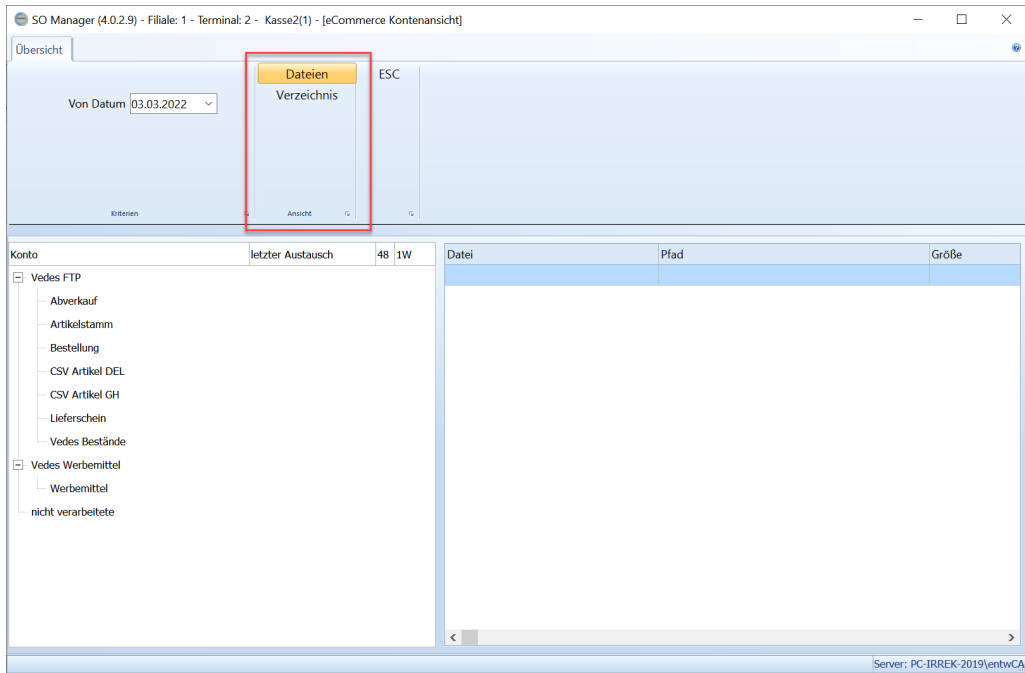 SO Manager (4.0.2.9) - Filiale: 1 - Terminal: 2 - Kasse2(1) - [eCommerce Kontenansicht]
Übersicht
Dateien ESC
Von Datum 03.03.2022 Verzeichnis
Kriterien Ansicht
Konto letzter Austausch 48 1W Datei Pfad Größe
Vedes FTP
Abverkauf
Artikelstamm
Bestellung
CSV Artikel DEL
CSV Artikel GH
Lieferschein
Vedes Bestände
Vedes Werbemittel
Werbemittel
nicht verarbeitete
Server: PC-IRREK-2019\entwCA